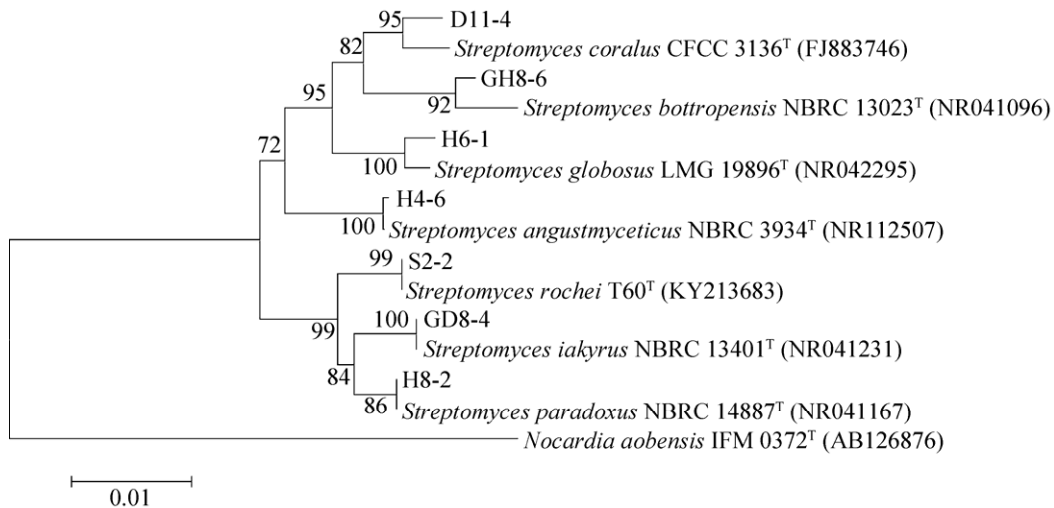 95 D11-4
82 Streptomyces coralus CFCC 3136ᵀ (FJ883746)
GH8-6
95 92 Streptomyces bottropensis NBRC 13023ᵀ (NR041096)
H6-1
72 100 Streptomyces globosus LMG 19896ᵀ (NR042295)
H4-6
100 Streptomyces angustmyceticus NBRC 3934ᵀ (NR112507)
99 S2-2
Streptomyces rochei T60ᵀ (KY213683)
99 100 GD8-4
Streptomyces iakyrus NBRC 13401ᵀ (NR041231)
84 H8-2
86 Streptomyces paradoxus NBRC 14887ᵀ (NR041167)
Nocardia aobensis IFM 0372ᵀ (AB126876)
0.01